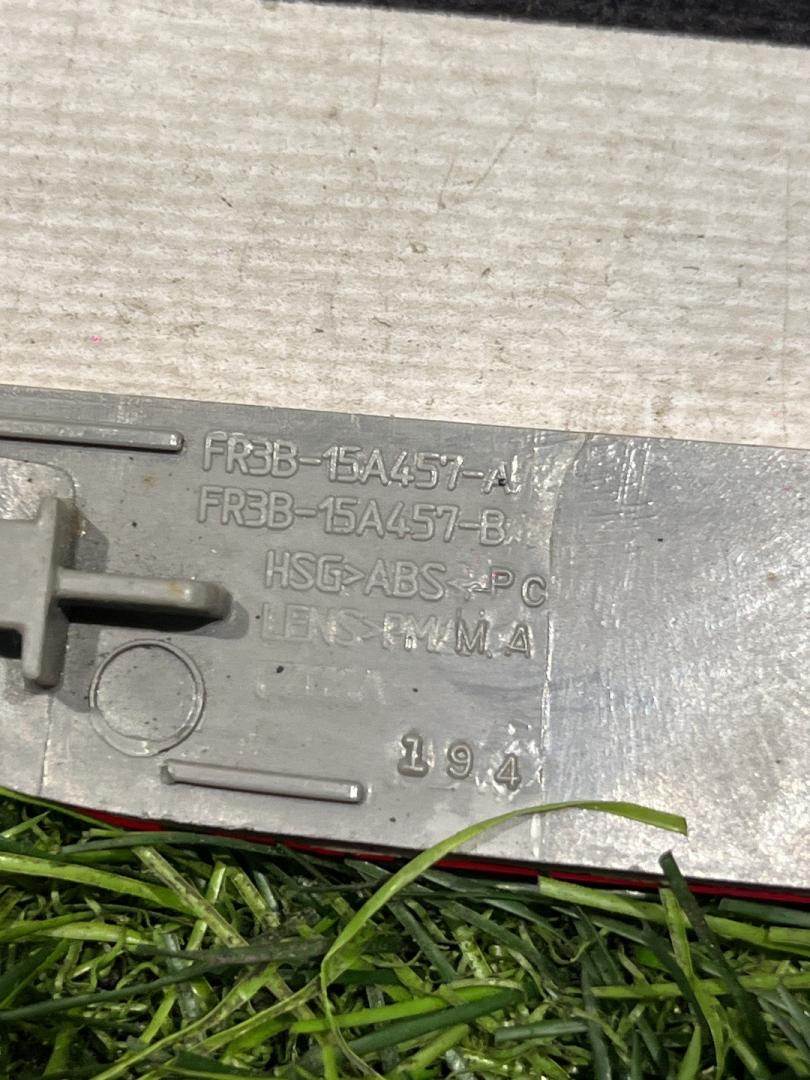 FR3B-15A457-A
FR3B-15A457-B
HSG>ABS PC
LENS>PMMA
194